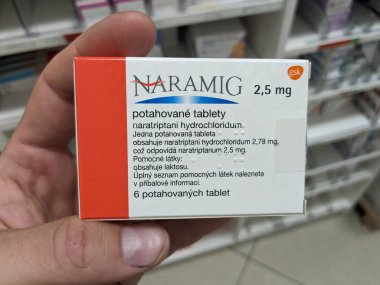 NARAMIG 2,5 mg
gsk
potahované tablety
naratriptani hydrochloridum
Jedna potahovaná tableta
obsahuje naratriptani hydrochloridum 2,78 mg,
což odpovídá naratriptanum 2,5 mg.
Pomocné látky:
obsahuje laktosu.
Úplný seznam pomocných látek naleznete
v příbalové informaci.
6 potahovaných tablet